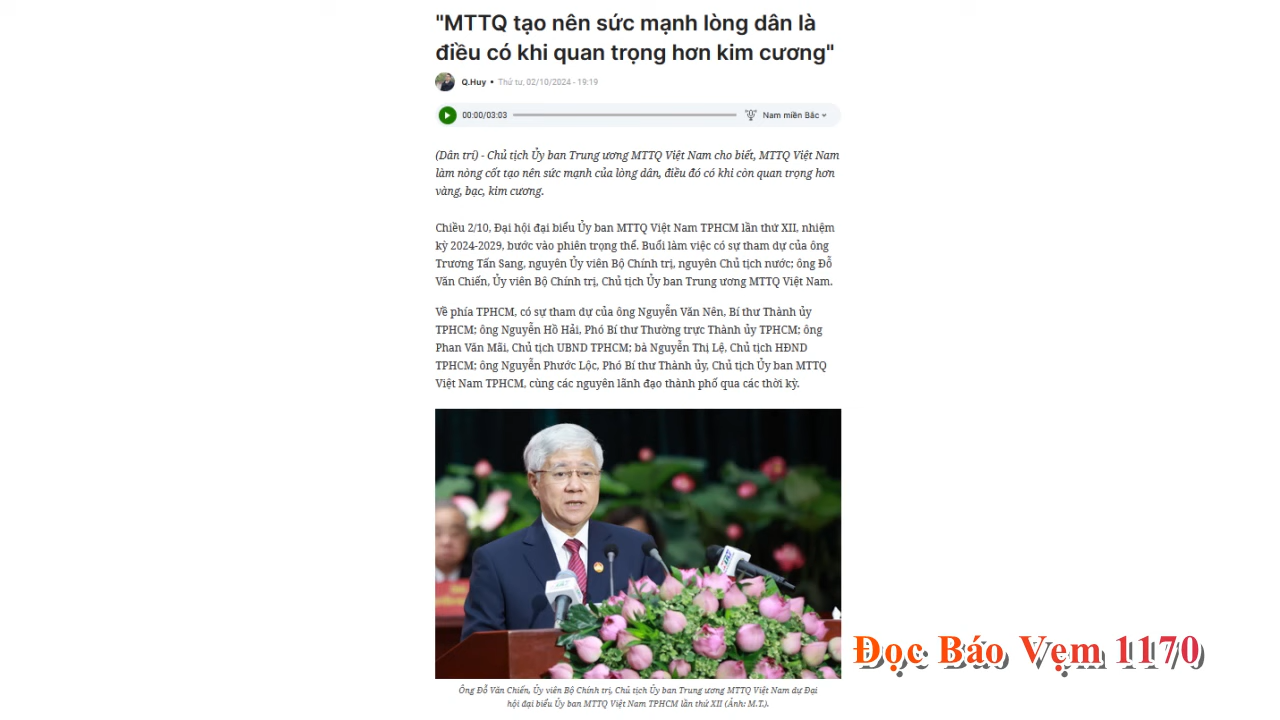 "MTTQ tạo nên sức mạnh lòng dân là
điều có khi quan trọng hơn kim cương"
Q.Huy • Thứ tư, 02/10/2024 - 19:19
00:00/03:03 Nam miền Bắc
(Dân trí) - Chủ tịch Ủy ban Trung ương MTTQ Việt Nam cho biết, MTTQ Việt Nam
làm nòng cốt tạo nên sức mạnh của lòng dân, điều đó có khi còn quan trọng hơn
vàng, bạc, kim cương.
Chiều 2/10, Đại hội đại biểu Ủy ban MTTQ Việt Nam TPHCM lần thứ XII, nhiệm
kỳ 2024-2029, bước vào phiên trọng thể. Buổi làm việc có sự tham dự của ông
Trương Tấn Sang, nguyên Ủy viên Bộ Chính trị, nguyên Chủ tịch nước; ông Đỗ
Văn Chiến, Ủy viên Bộ Chính trị, Chủ tịch Ủy ban Trung ương MTTQ Việt Nam.
Về phía TPHCM, có sự tham dự của ông Nguyễn Văn Nên, Bí thư Thành ủy
TPHCM; ông Nguyễn Hồ Hải, Phó Bí thư Thường trực Thành ủy TPHCM; ông
Phan Văn Mãi, Chủ tịch UBND TPHCM; bà Nguyễn Thị Lệ, Chủ tịch HĐND
TPHCM; ông Nguyễn Phước Lộc, Phó Bí thư Thành ủy, Chủ tịch Ủy ban MTTQ
Việt Nam TPHCM, cùng các nguyên lãnh đạo thành phố qua các thời kỳ.
Đọc Báo Vẹm 1170
Ông Đỗ Văn Chiến, Ủy viên Bộ Chính trị, Chủ tịch Ủy ban Trung ương MTTQ Việt Nam dự Đại
hội đại biểu Ủy ban MTTQ Việt Nam TPHCM lần thứ XII (Ảnh: M.T.).